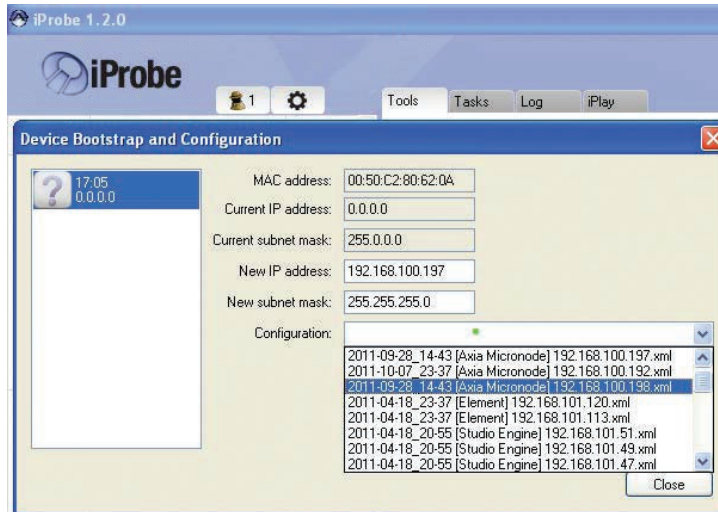 iProbe 1.2.0
iProbe
1
Tools Tasks Log iPlay
Device Bootstrap and Configuration
17:05
0.0.0.0
MAC address: 00:50:C2:80:62:0A
Current IP address: 0.0.0.0
Current subnet mask: 255.0.0.0
New IP address: 192.168.100.197
New subnet mask: 255.255.255.0
Configuration:
2011-09-28_14-43 [Axia Micronode] 192.168.100.197.xml
2011-10-07_23-37 [Axia Micronode] 192.168.100.192.xml
2011-09-28_14-43 [Axia Micronode] 192.168.100.198.xml
2011-04-18_23-37 [Element] 192.168.101.120.xml
2011-04-18_23-37 [Element] 192.168.101.113.xml
2011-04-18_20-55 [Studio Engine] 192.168.101.51.xml
2011-04-18_20-55 [Studio Engine] 192.168.101.49.xml
2011-04-18_20-55 [Studio Engine] 192.168.101.47.xml
Close